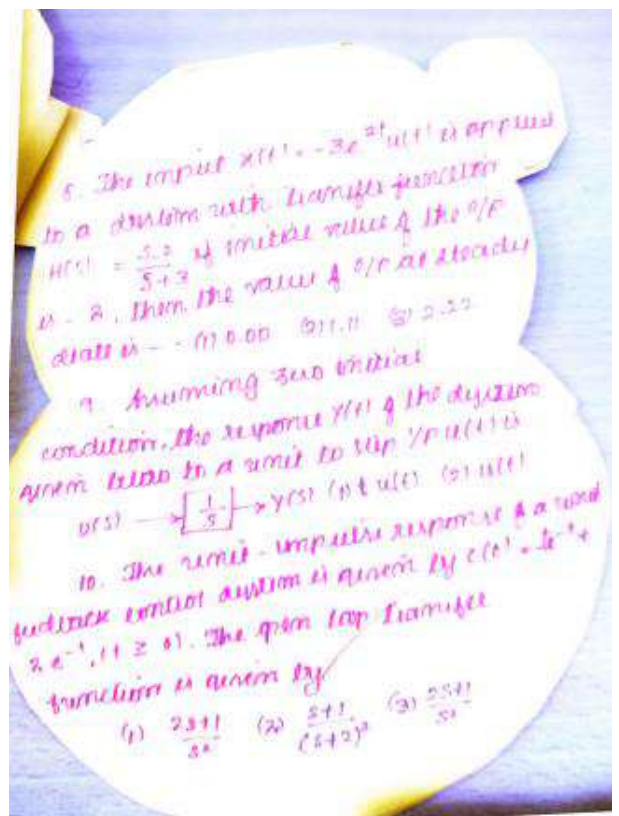 8. The input x(t) = -3e^2t u(t) is applied
to a system with transfer function
H(s) = s-2/s+3 if initial value of the o/p
is -2, then the value of o/p at steady
state is -- (1) 0.00 (2) 1.11 (3) 2.22
9. Assuming zero initial
condition, the response y(t) of the system
given below to a unit to step i/p u(t) is
U(s) → [1/s] → Y(s) (1) t u(t) (2) u(t)
10. The unit-impulse response of a unit
feedback control system is given by c(t) = -te^-t +
2e^-t, (t ≥ 0). The open loop transfer
function is given by
(1) 2s+1/s² (2) s+1/(s+2)² (3) 2s+1/s²